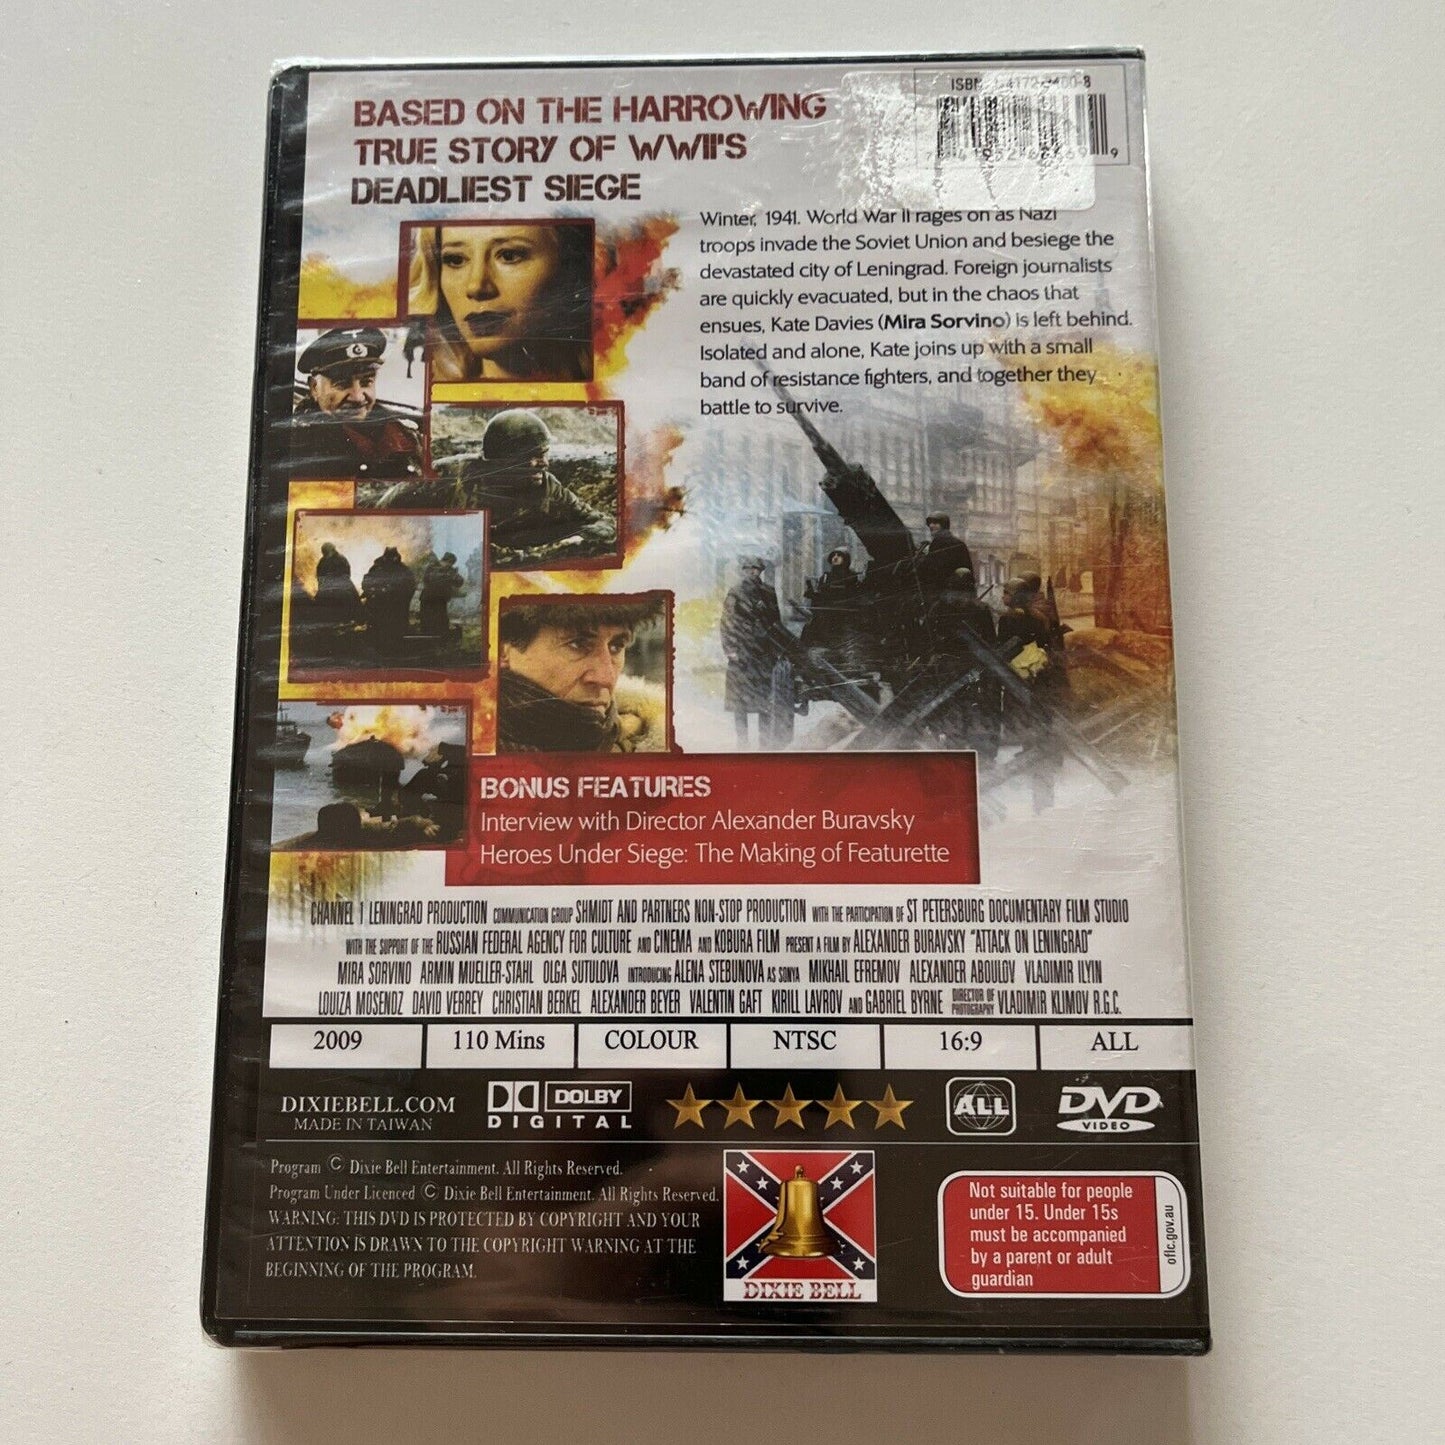 BASED ON THE HARROWING
TRUE STORY OF WWII'S
DEADLIEST SIEGE
ISBN
Winter, 1941. World War II rages on as Nazi
troops invade the Soviet Union and besiege the
devastated city of Leningrad. Foreign journalists
are quickly evacuated, but in the chaos that
ensues, Kate Davies (Mira Sorvino) is left behind.
Isolated and alone, Kate joins up with a small
band of resistance fighters, and together they
battle to survive.
BONUS FEATURES
Interview with Director Alexander Buravsky
Heroes Under Siege: The Making of Featurette
CHANNEL 1 LENINGRAD PRODUCTION COMMUNICATION GROUP SHMIDT AND PARTNERS NON-STOP PRODUCTION WITH THE PARTICIPATION OF ST PETERSBURG DOCUMENTARY FILM STUDIO
WITH THE SUPPORT OF THE RUSSIAN FEDERAL AGENCY FOR CULTURE AND CINEMA AND KOBURA FILM PRESENT A FILM BY ALEXANDER BURAVSKY "ATTACK ON LENINGRAD"
MIRA SORVINO ARMIN MUELLER-STAHL OLGA SUTULOVA INTRODUCING ALENA STEBUNOVA AS SONYA MIKHAIL EFREMOV ALEXANDER ABOULOV VLADIMIR ILYIN
LOUIZA MOSENDZ DAVID VERREY CHRISTIAN BERKEL ALEXANDER BEYER VALENTIN GAFT KIRILL LAVROV AND GABRIEL BYRNE DIRECTOR OF PHOTOGRAPHY VLADIMIR KLIMOV R.G.C.
2009 110 Mins COLOUR NTSC 16:9 ALL
DIXIEBELL.COM
MADE IN TAIWAN
DOLBY
DIGITAL
ALL
DVD
VIDEO
Program © Dixie Bell Entertainment. All Rights Reserved.
Program Under Licenced © Dixie Bell Entertainment. All Rights Reserved.
WARNING: THIS DVD IS PROTECTED BY COPYRIGHT AND YOUR
ATTENTION IS DRAWN TO THE COPYRIGHT WARNING AT THE
BEGINNING OF THE PROGRAM.
DIXIE BELL
Not suitable for people
under 15. Under 15s
must be accompanied
by a parent or adult
guardian
oflc.gov.au